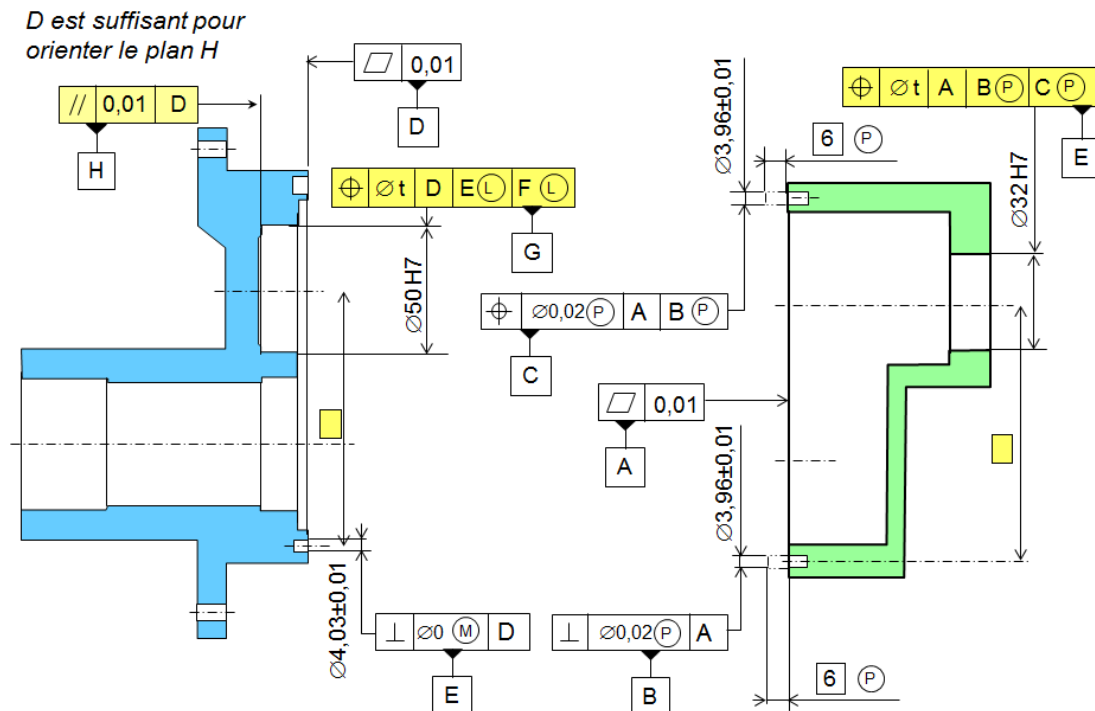 D est suffisant pour
orienter le plan H
// 0,01 D
H
⏥ 0,01
D
⌖ ∅t D E Ⓛ F Ⓛ
G
∅50 H7
∅3,96±0,01
6 Ⓟ
⌖ ∅t A B Ⓟ C Ⓟ
E
∅32 H7
⌖ ∅0,02 Ⓟ A B Ⓟ
C
⏥ 0,01
A
∅3,96±0,01
∅4,03±0,01
⊥ ∅0 Ⓜ D
E
⊥ ∅0,02 Ⓟ A
B
6 Ⓟ